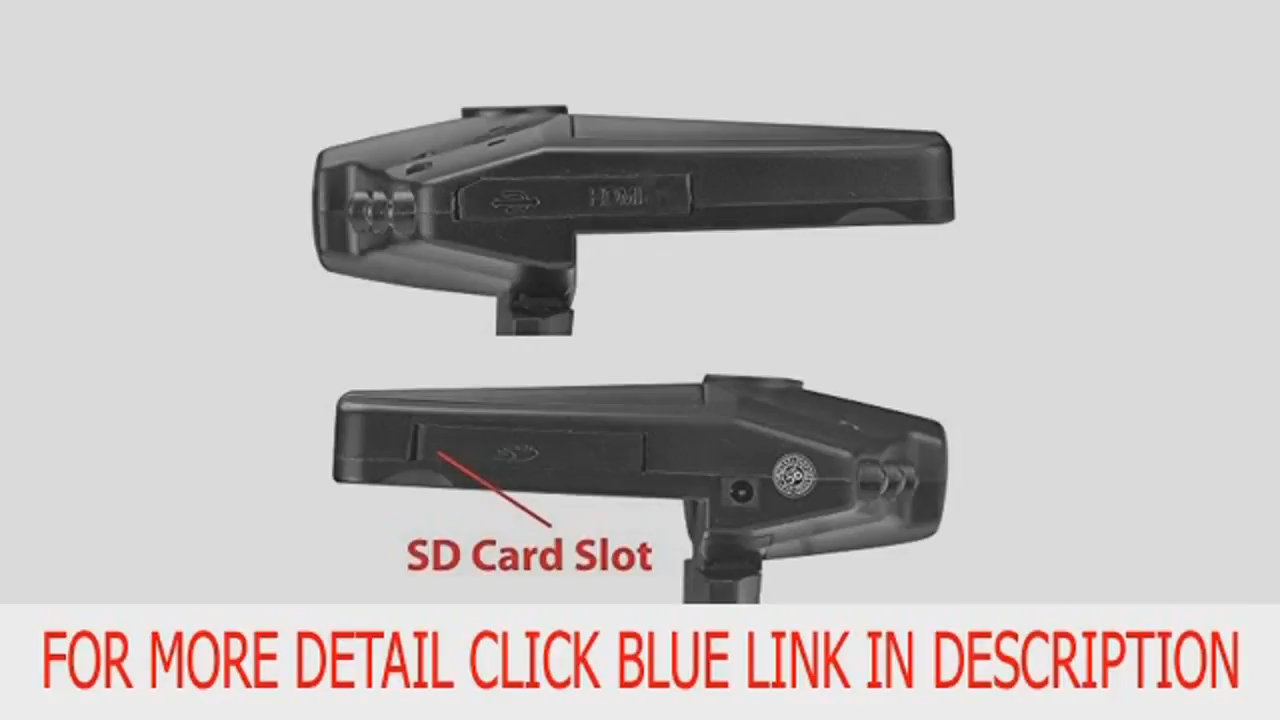 HDMI
SD Card Slot
FOR MORE DETAIL CLICK BLUE LINK IN DESCRIPTION